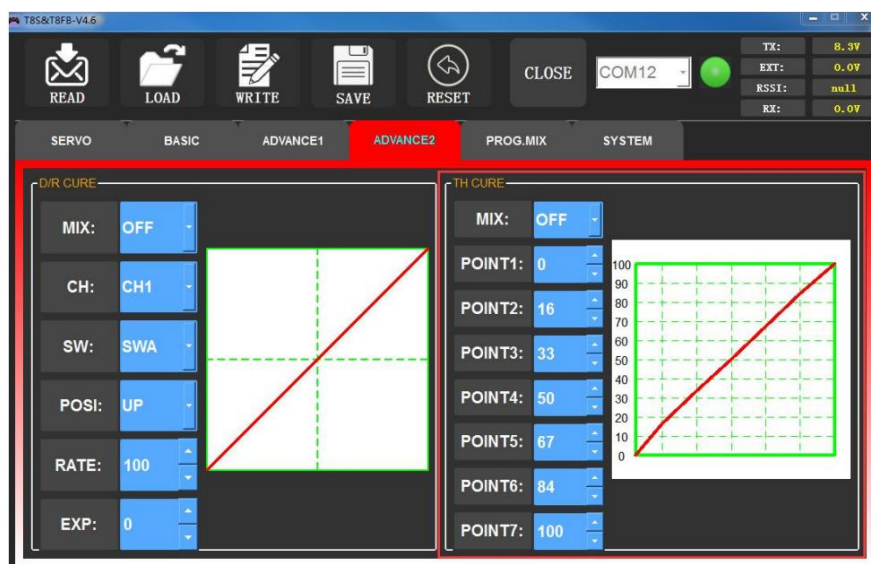 T8S&T8FB-V4.6
READ
LOAD
WRITE
SAVE
RESET
CLOSE
COM12
TX: 8.3V
EXT: 0.0V
RSSI: null
RX: 0.0V
SERVO
BASIC
ADVANCE1
ADVANCE2
PROG.MIX
SYSTEM
D/R CURE
MIX: OFF
CH: CH1
SW: SWA
POSI: UP
RATE: 100
EXP: 0
TH CURE
MIX: OFF
POINT1: 0
POINT2: 16
POINT3: 33
POINT4: 50
POINT5: 67
POINT6: 84
POINT7: 100
100
90
80
70
60
50
40
30
20
10
0